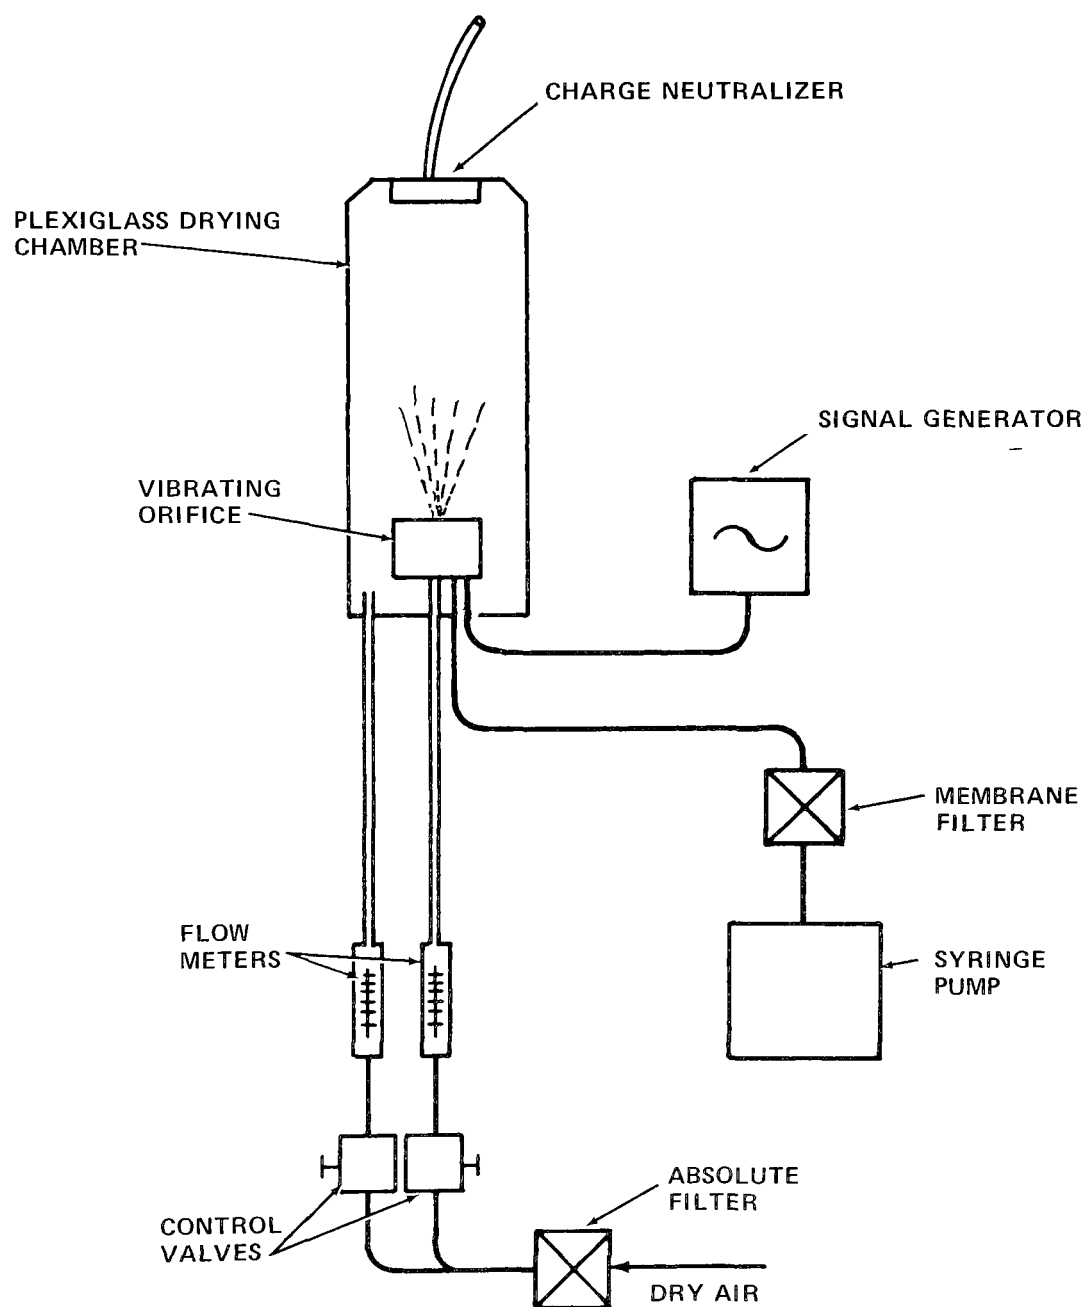 CHARGE NEUTRALIZER
PLEXIGLASS DRYING
CHAMBER
SIGNAL GENERATOR
VIBRATING
ORIFICE
MEMBRANE
FILTER
FLOW
METERS
SYRINGE
PUMP
ABSOLUTE
FILTER
CONTROL
VALVES
DRY AIR